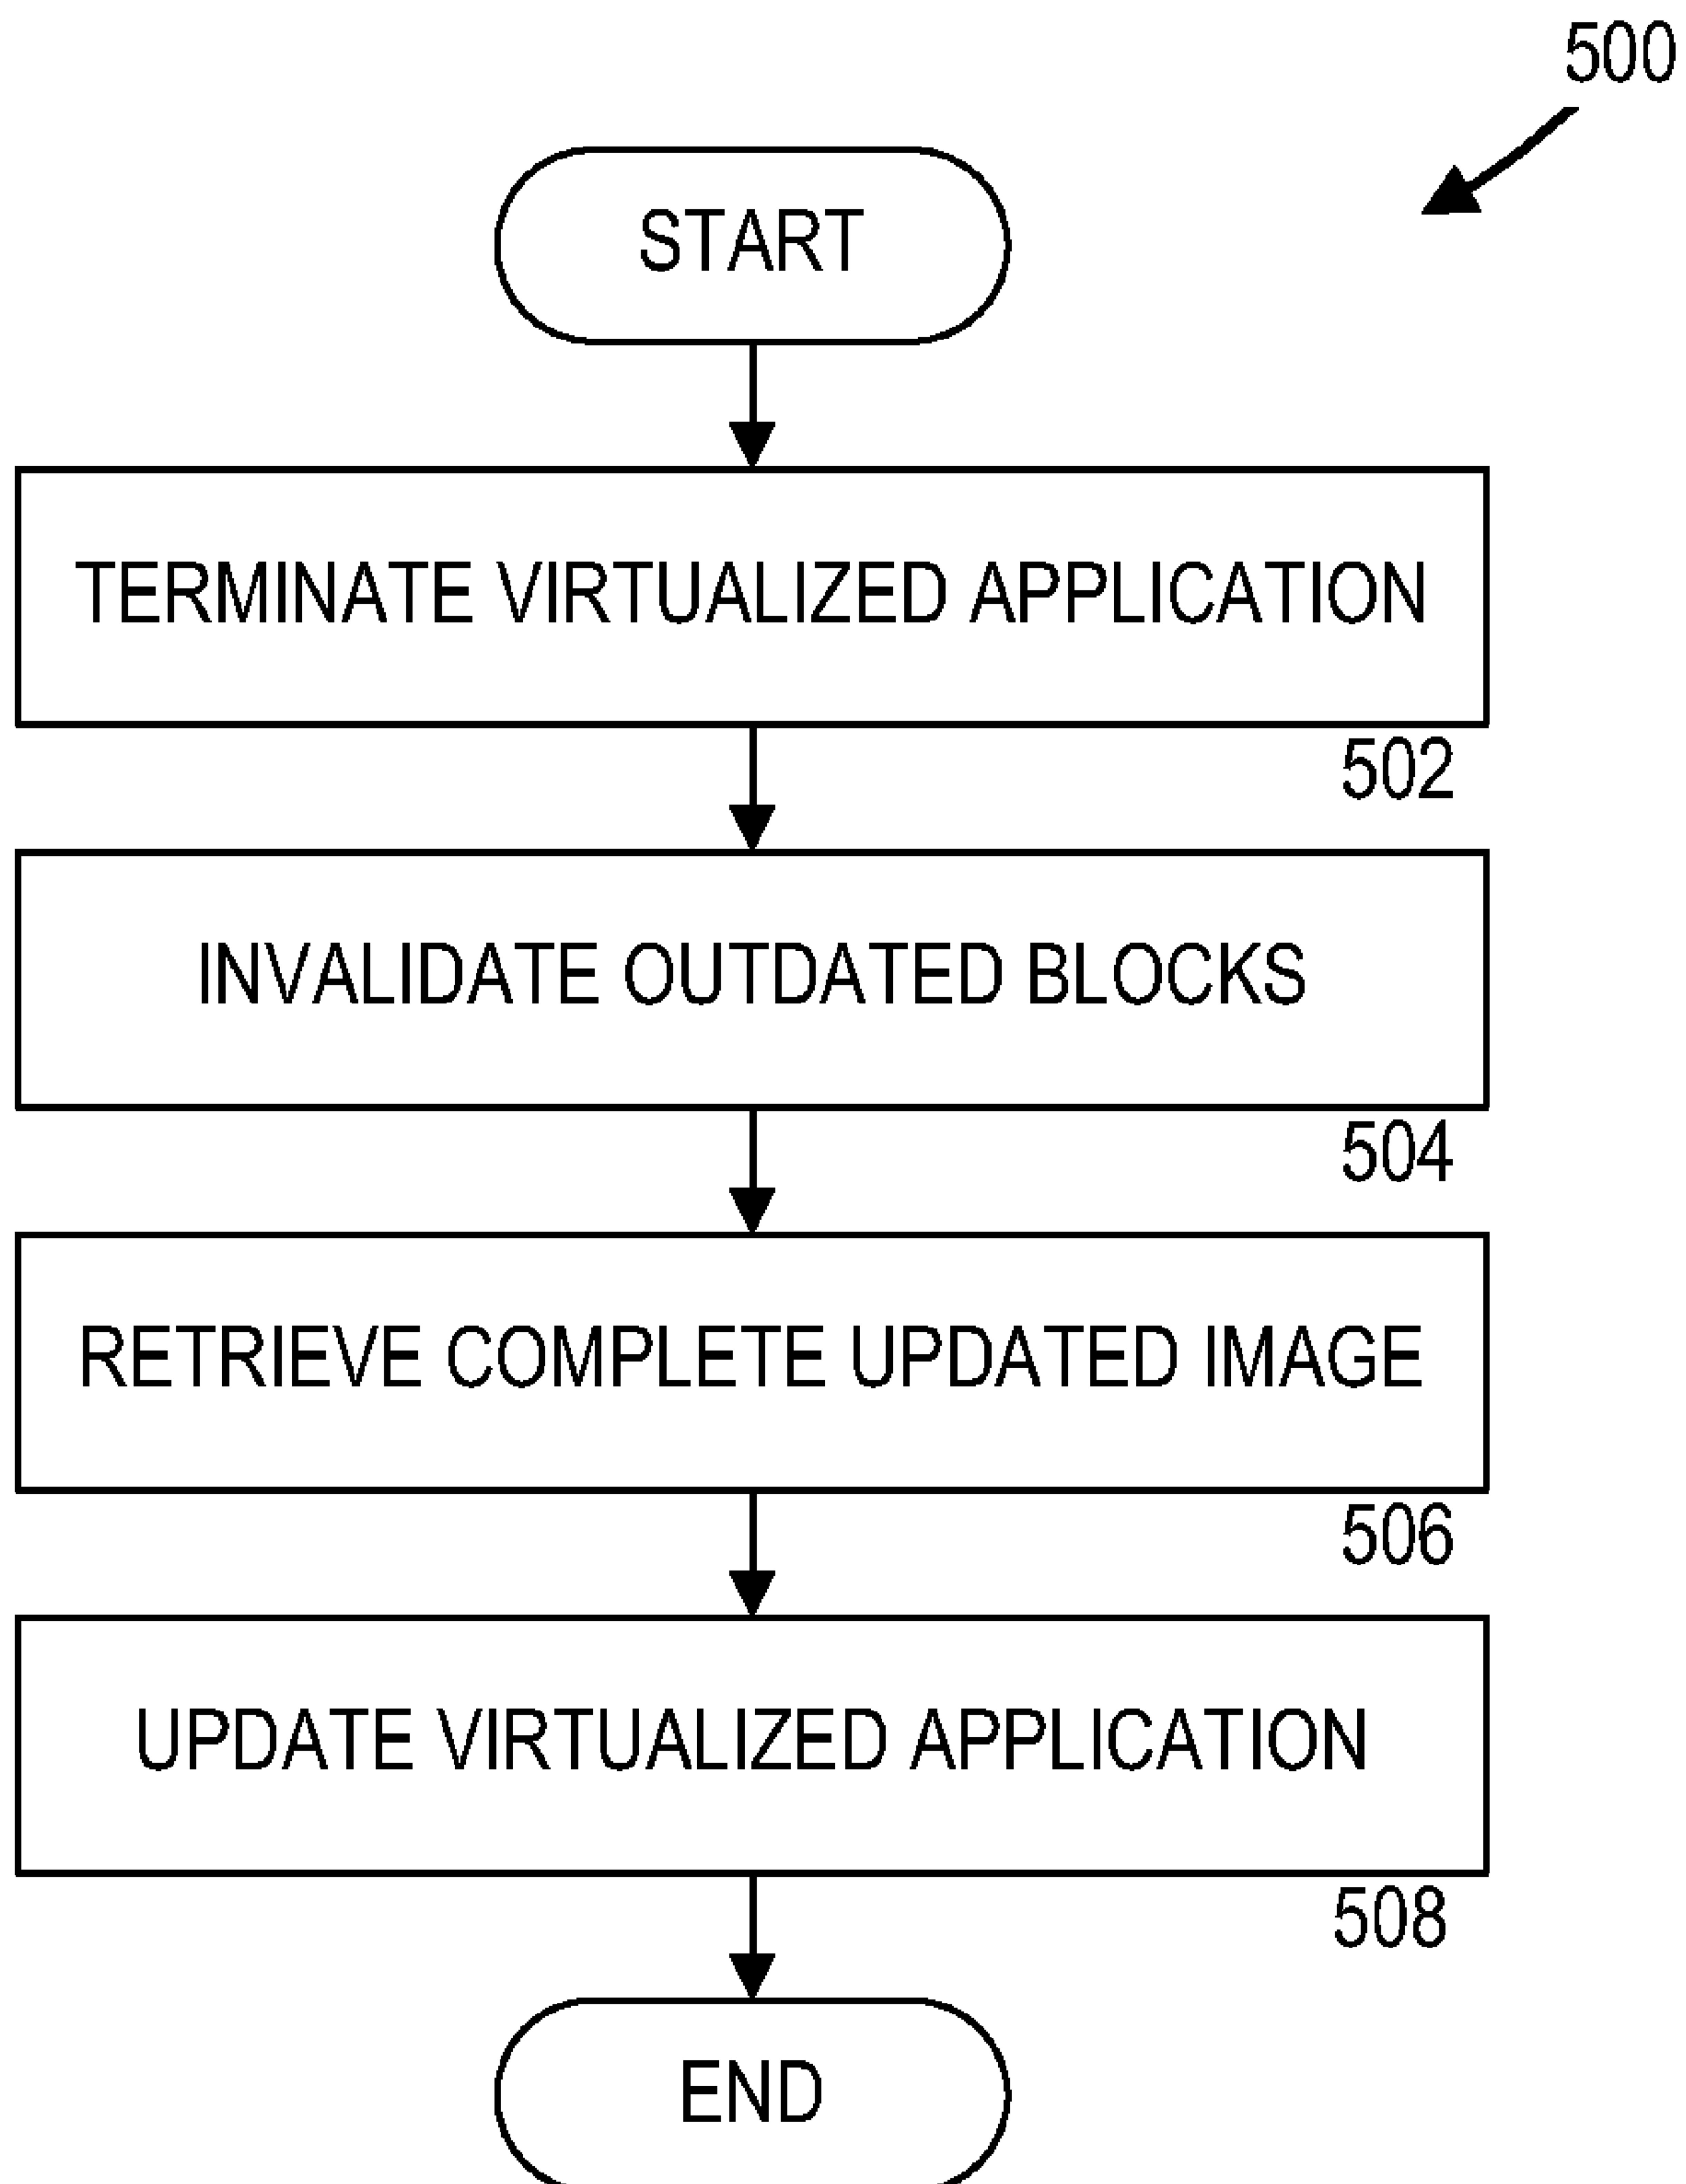 500
START
TERMINATE VIRTUALIZED APPLICATION
502
INVALIDATE OUTDATED BLOCKS
504
RETRIEVE COMPLETE UPDATED IMAGE
506
UPDATE VIRTUALIZED APPLICATION
508
END